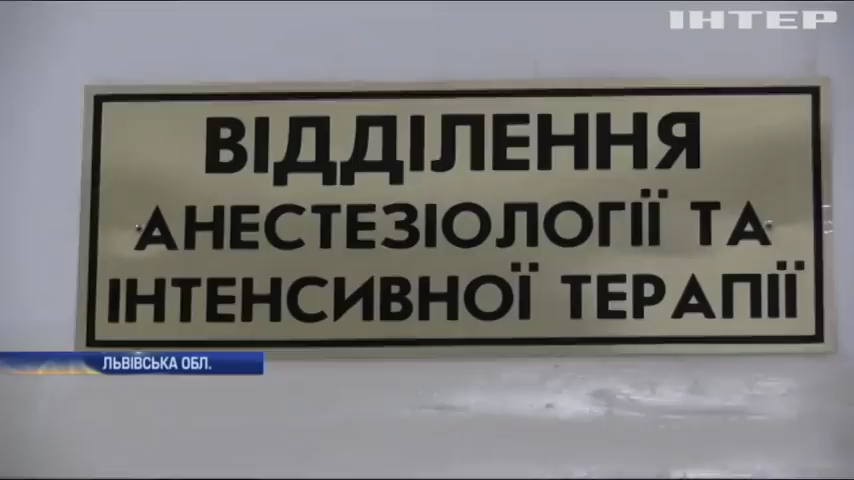 ІНТЕР
ВІДДІЛЕННЯ
АНЕСТЕЗІОЛОГІЇ ТА
ІНТЕНСИВНОЇ ТЕРАПІЇ
ЛЬВІВСЬКА ОБЛ.